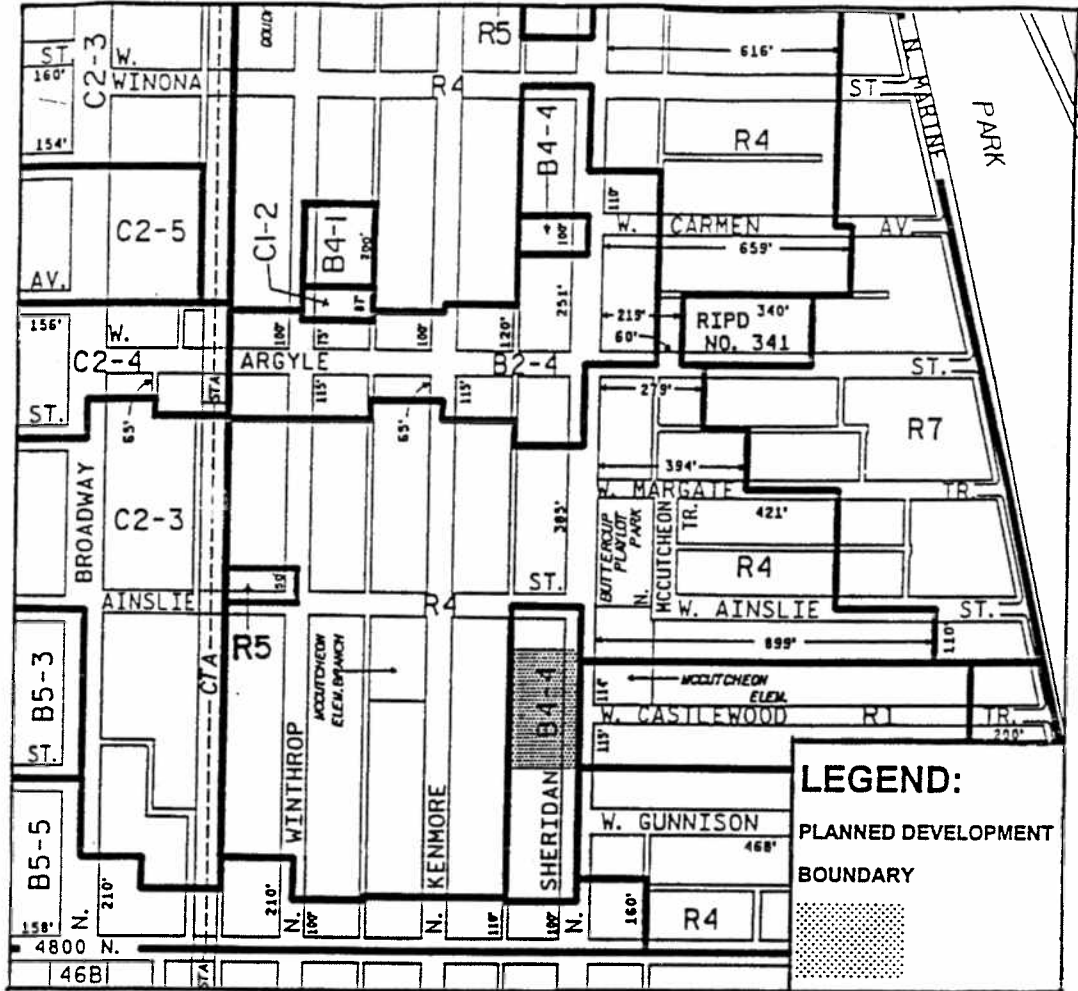 R5
616'
ST. W.
160'
WINONA
C2-3
R4
ST.
N. MARINE
PARK
154'
B4-4
R4
110'
C2-5
C1-2
B4-1
200'
100'
W. CARMEN AV.
659'
AV.
87'
251'
156'
W.
100'
75'
100'
120'
219'
60'
RIPD 340'
NO. 341
C2-4
ARGYLE
B2-4
ST.
STA
115'
115'
279'
ST.
65'
65'
R7
BROADWAY
394'
C2-3
W. MARGATE TR.
385'
BUTTERCUP
PLAYLOT
PARK
N.
MCCUTCHEON
TR.
421'
ST.
R4
AINSLIE
R4
W. AINSLIE ST.
R5
899'
110'
CTA
B5-3
MCCUTCHEON
ELEM. BRANCH
B4-4
114'
MCCUTCHEON
ELEM.
W. CASTLEWOOD R1 TR.
115'
200'
ST.
WINTHROP
KENMORE
SHERIDAN
LEGEND:
PLANNED DEVELOPMENT
BOUNDARY
W. GUNNISON
468'
B5-5
210'
210'
N.
158'
N.
100'
N.
110'
100'
N.
160'
R4
4800 N.
46B
STA